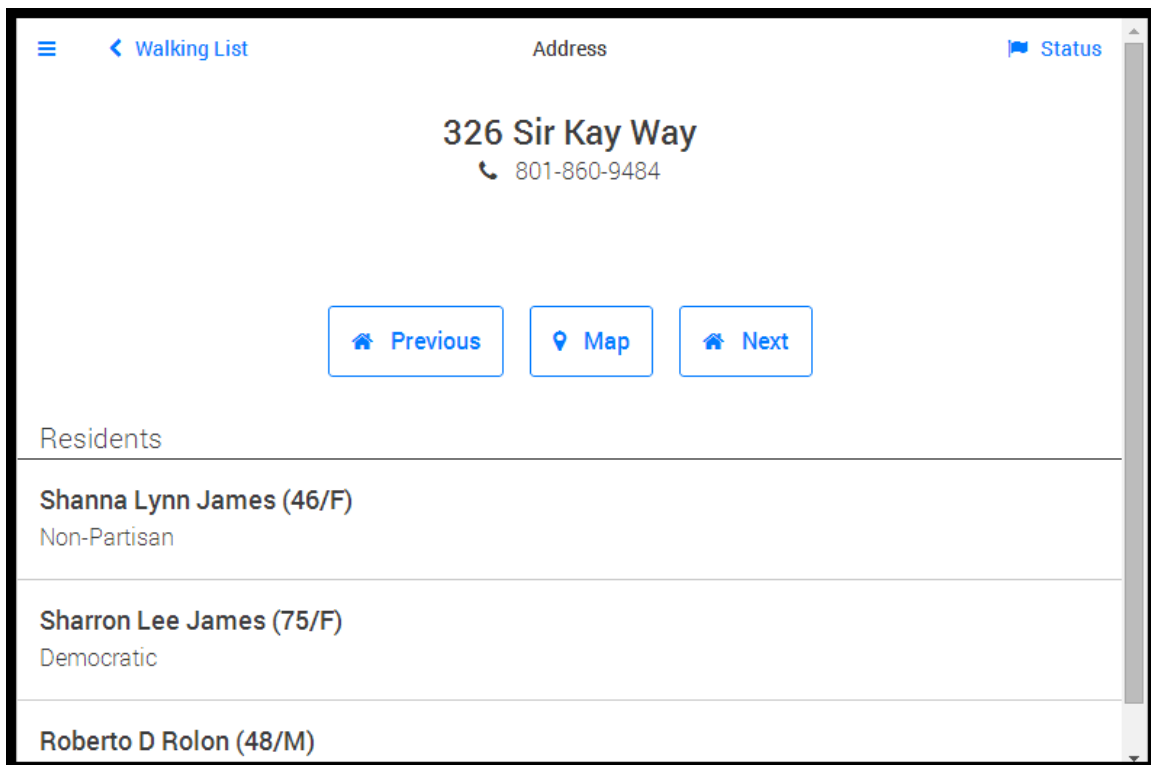 Walking List
Address
Status
326 Sir Kay Way
801-860-9484
Previous
Map
Next
Residents
Shanna Lynn James (46/F)
Non-Partisan
Sharron Lee James (75/F)
Democratic
Roberto D Rolon (48/M)